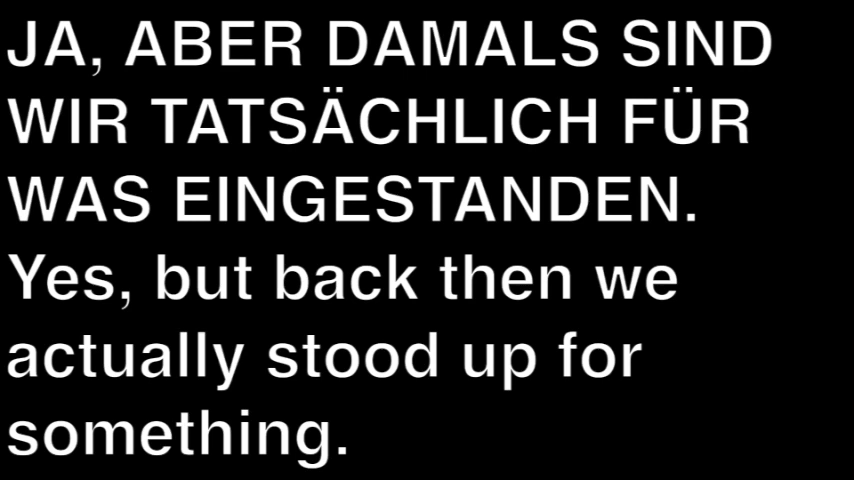 JA, ABER DAMALS SIND
WIR TATSÄCHLICH FÜR
WAS EINGESTANDEN.
Yes, but back then we
actually stood up for
something.